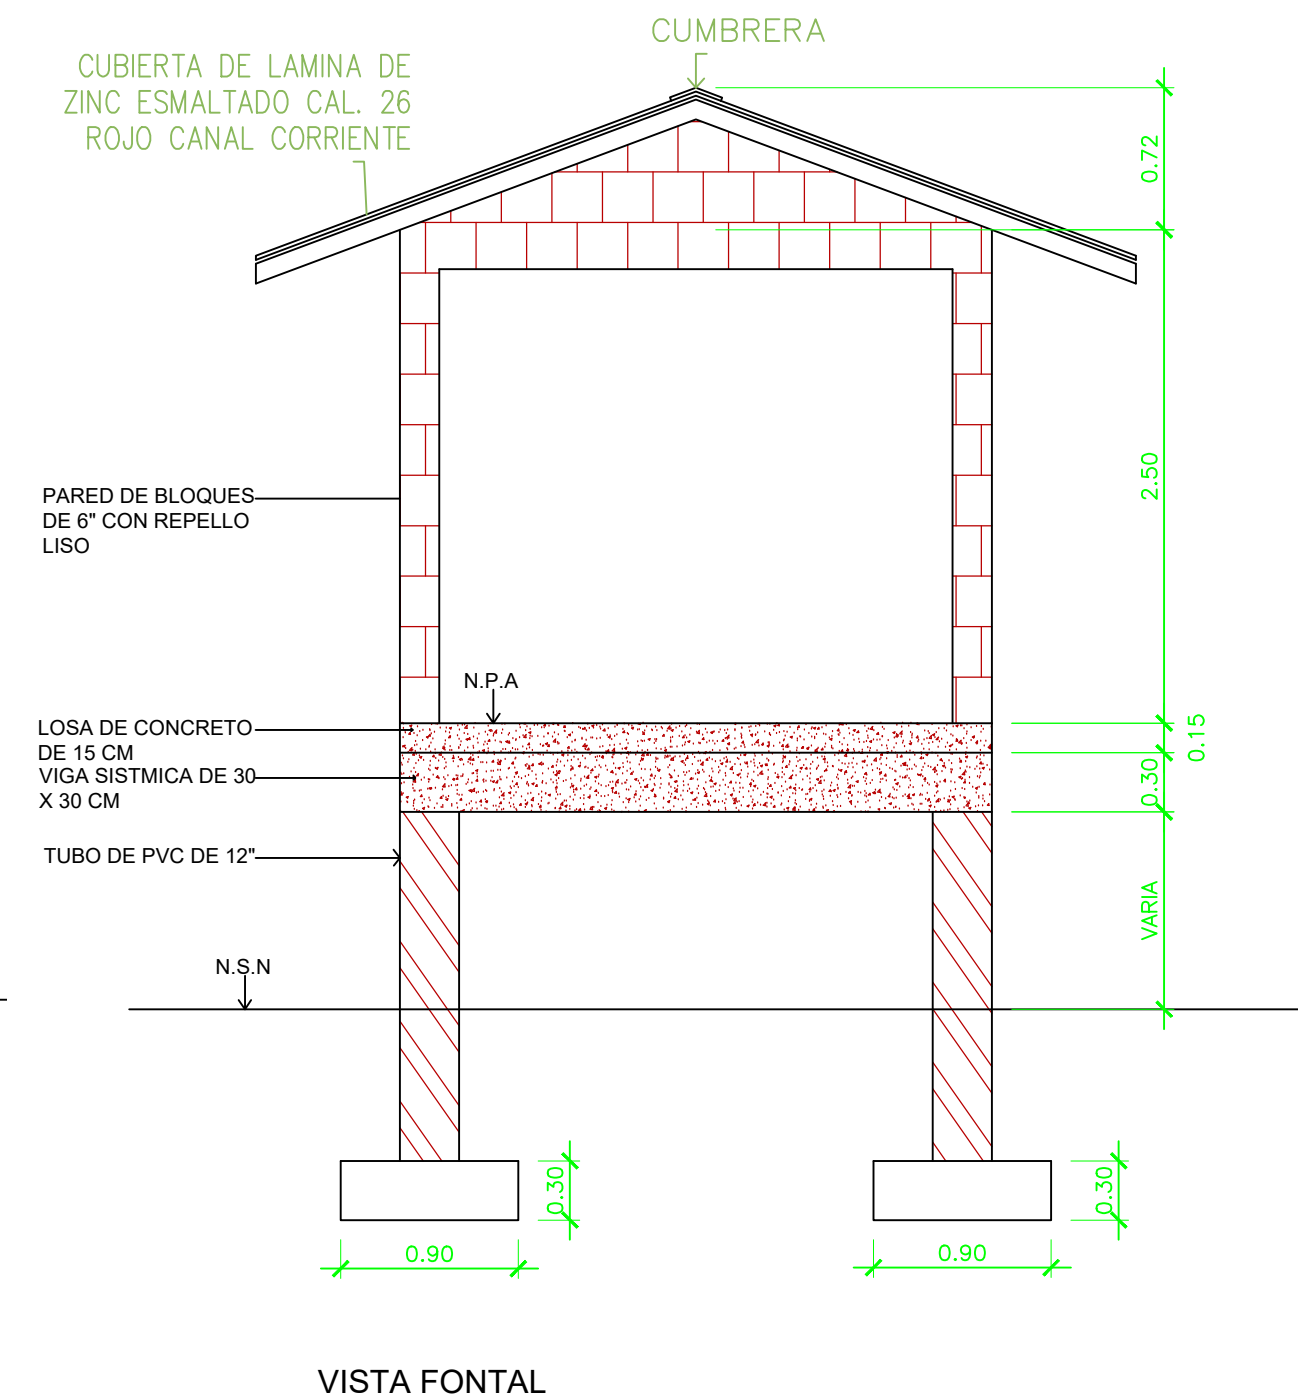 CUMBRERA
CUBIERTA DE LAMINA DE
ZINC ESMALTADO CAL. 26
ROJO CANAL CORRIENTE
0.72
2.50
PARED DE BLOQUES
DE 6" CON REPELLO
LISO
N.P.A
LOSA DE CONCRETO
DE 15 CM
0.15
VIGA SISTMICA DE 30
X 30 CM
0.30
TUBO DE PVC DE 12"
VARIA
N.S.N
0.30
0.30
0.90
0.90
VISTA FONTAL